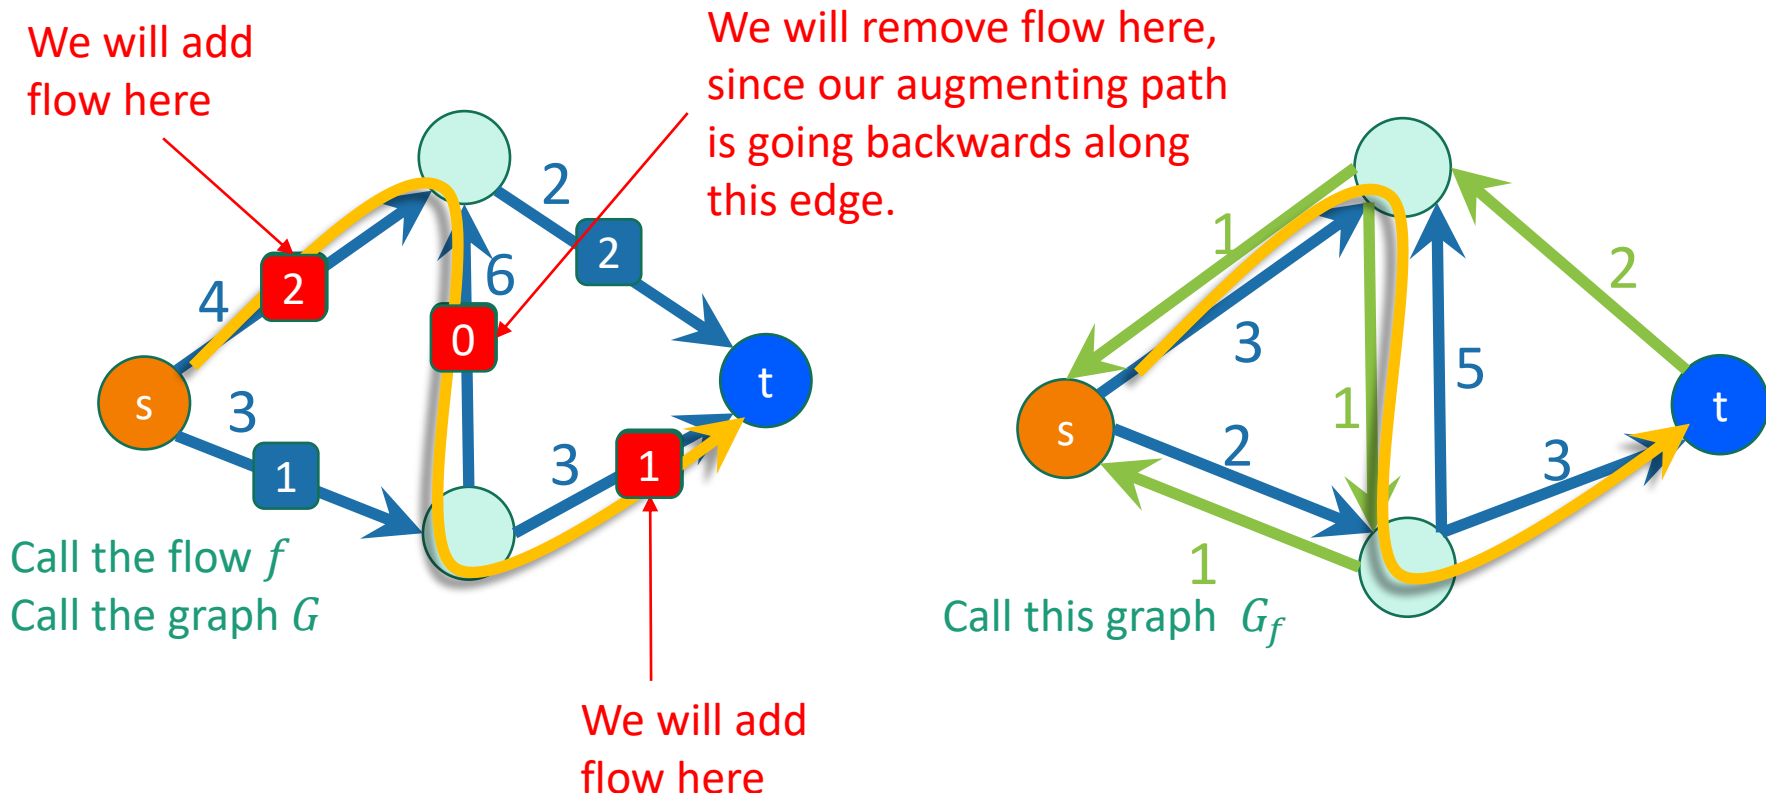 We will add
flow here
We will remove flow here,
since our augmenting path
is going backwards along
this edge.
2
2
4
2
6
0
s
t
3
1
3
1
Call the flow f
Call the graph G
We will add
flow here
1
2
3
5
1
s
t
2
3
1
Call this graph G_f